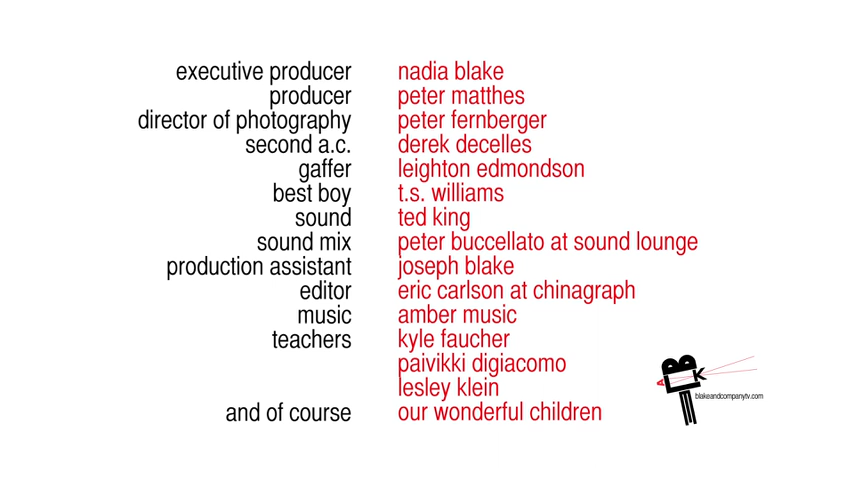 executive producer nadia blake
producer peter matthes
director of photography peter fernberger
second a.c. derek decelles
gaffer leighton edmondson
best boy t.s. williams
sound ted king
sound mix peter buccellato at sound lounge
production assistant joseph blake
editor eric carlson at chinagraph
music amber music
teachers kyle faucher
paivikki digiacomo
lesley klein
and of course our wonderful children
blakeandcompanytv.com